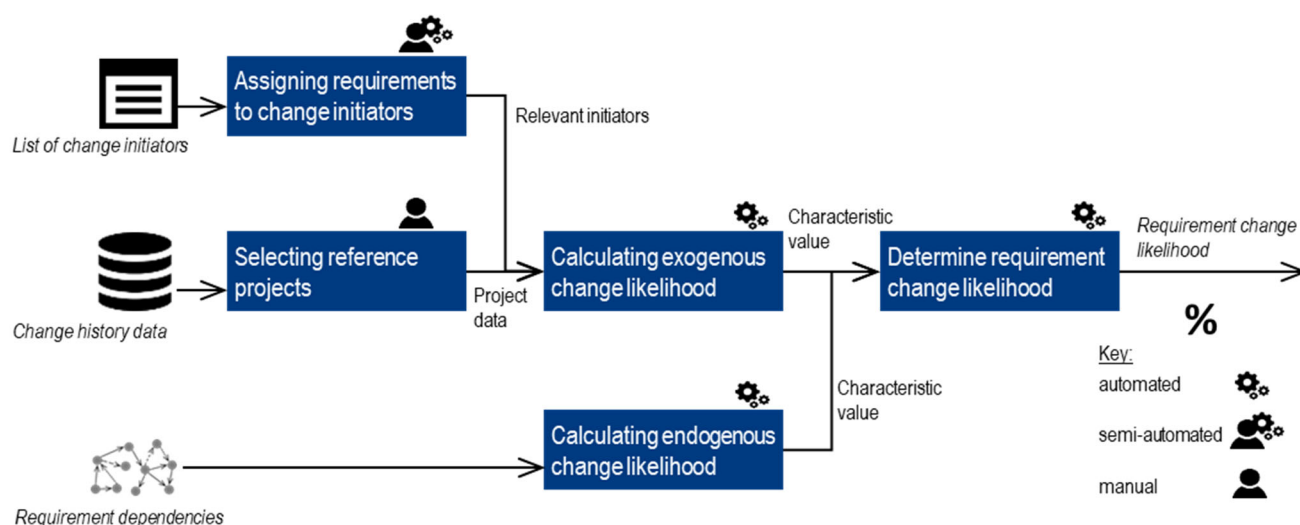 Assigning requirements
to change initiators
List of change initiators
Relevant initiators
Selecting reference
projects
Change history data
Project
data
Calculating exogenous
change likelihood
Characteristic
value
Determine requirement
change likelihood
Requirement change
likelihood
%
Key:
automated
semi-automated
manual
Calculating endogenous
change likelihood
Characteristic
value
Requirement dependencies